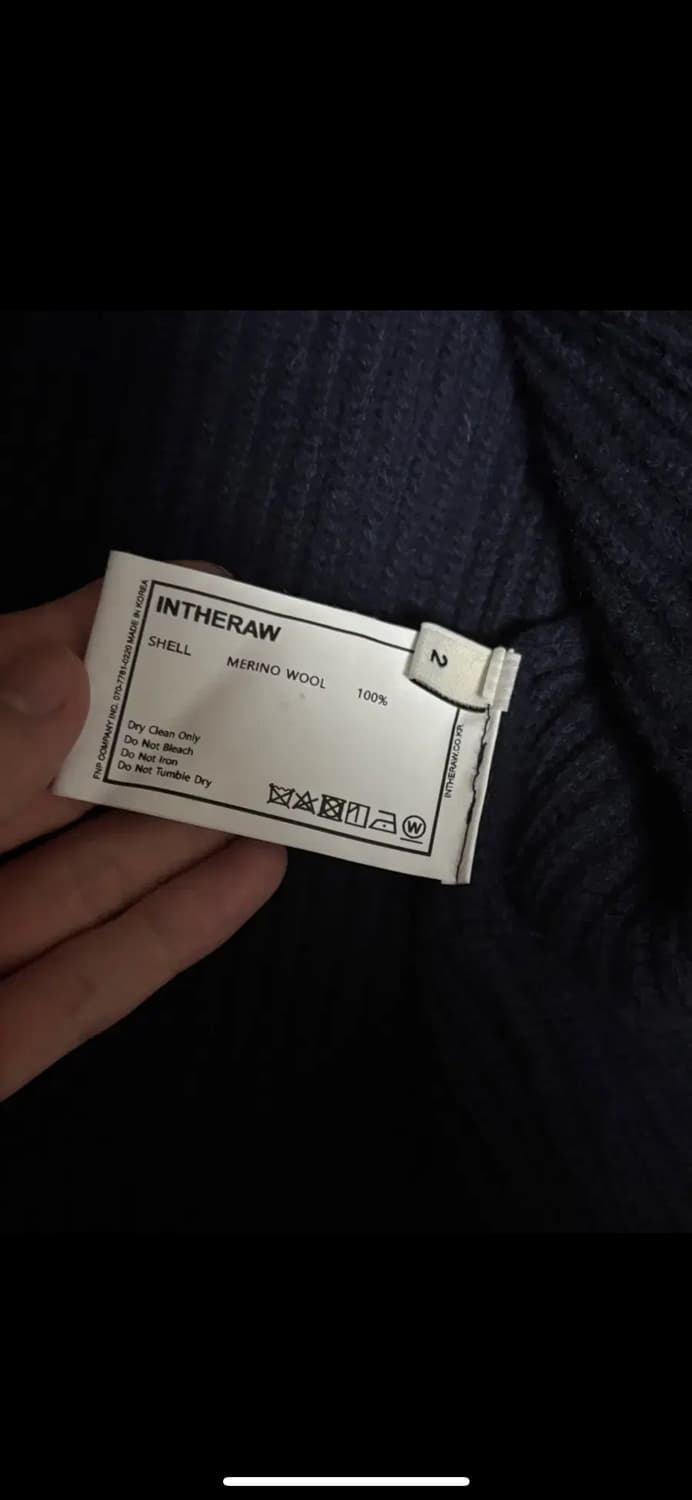 INTHERAW
SHELL MERINO WOOL 100%
Dry Clean Only
Do Not Bleach
Do Not Iron
Do Not Tumble Dry
W
2
FNP COMPANY INC. 070-7781-0220 MADE IN KOREA
INTHERAW.CO.KR